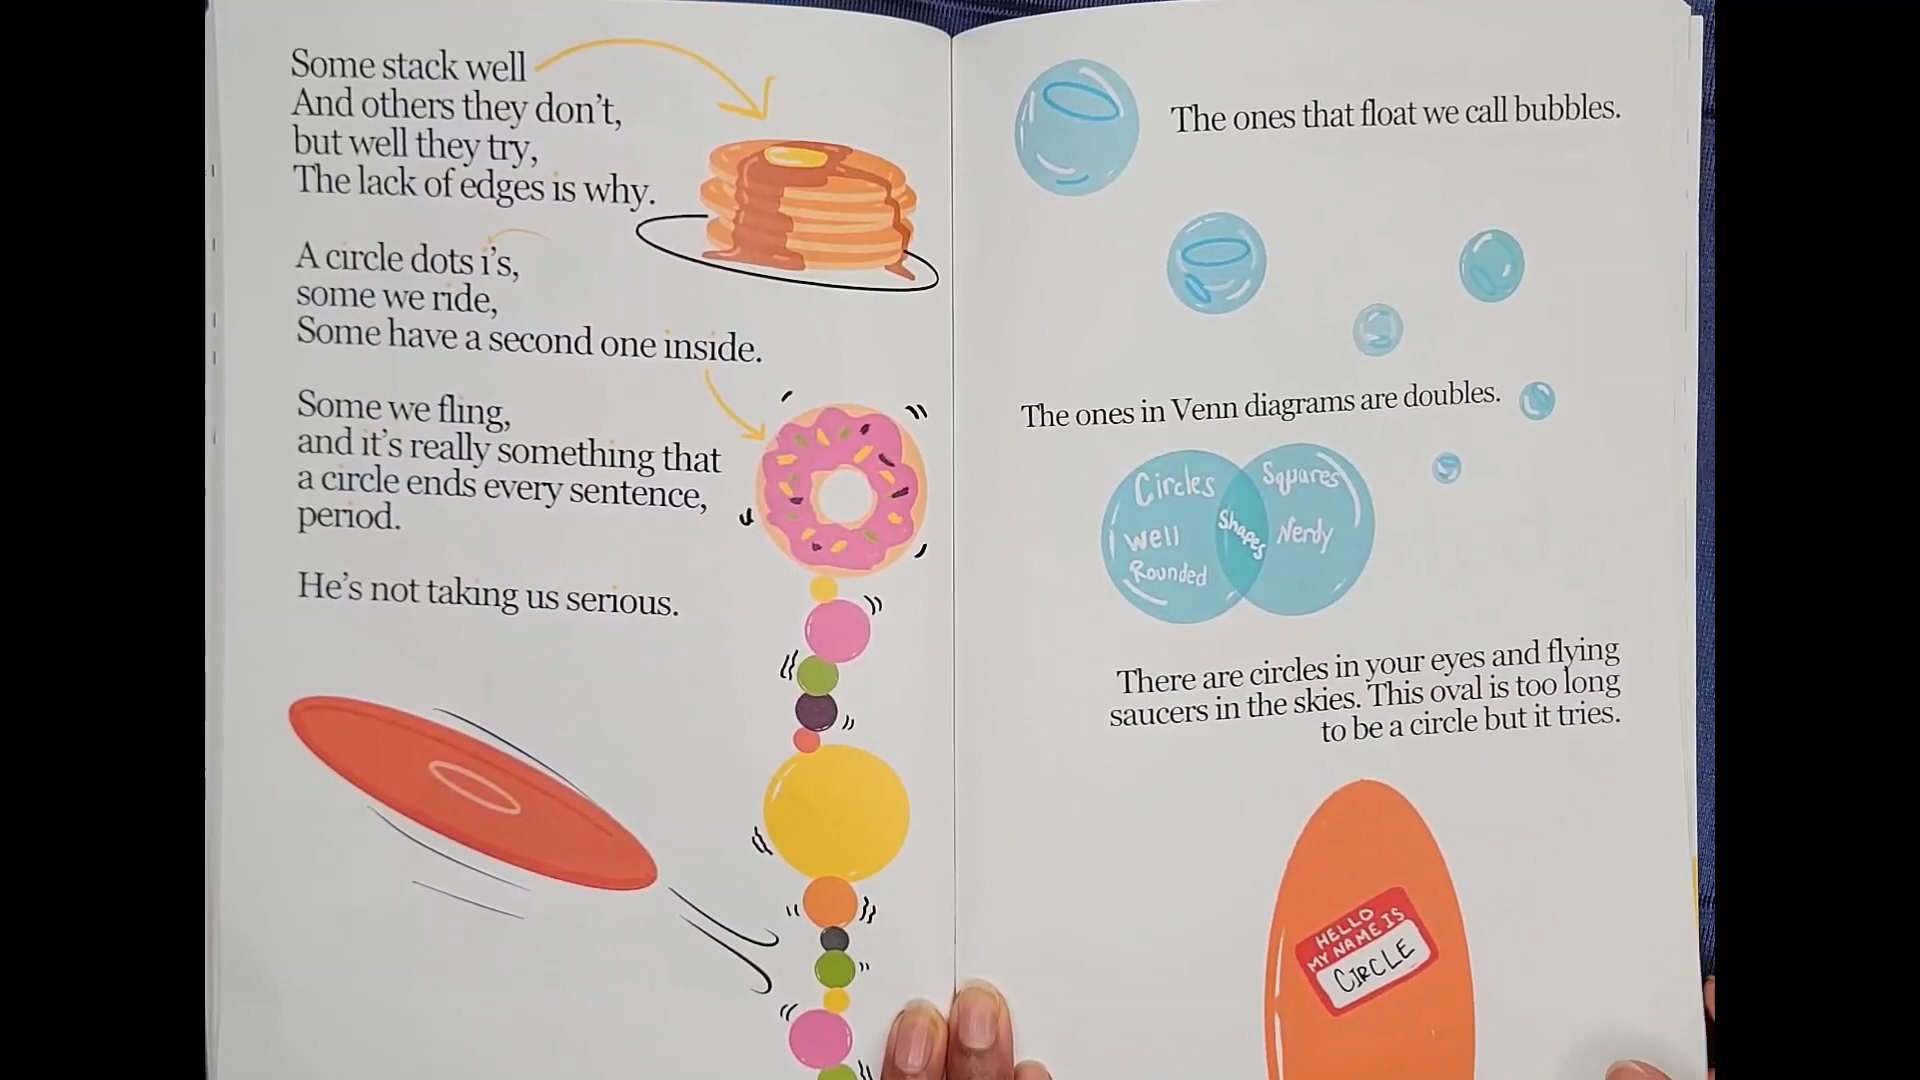 Some stack well
And others they don't,
but well they try,
The lack of edges is why.
A circle dots i's,
some we ride,
Some have a second one inside.
Some we fling,
and it's really something that
a circle ends every sentence,
period.
He's not taking us serious.
The ones that float we call bubbles.
The ones in Venn diagrams are doubles.
Circles
Well
Rounded
Shapes
Squares
Nerdy
There are circles in your eyes and flying
saucers in the skies. This oval is too long
to be a circle but it tries.
HELLO
MY NAME IS
CIRCLE